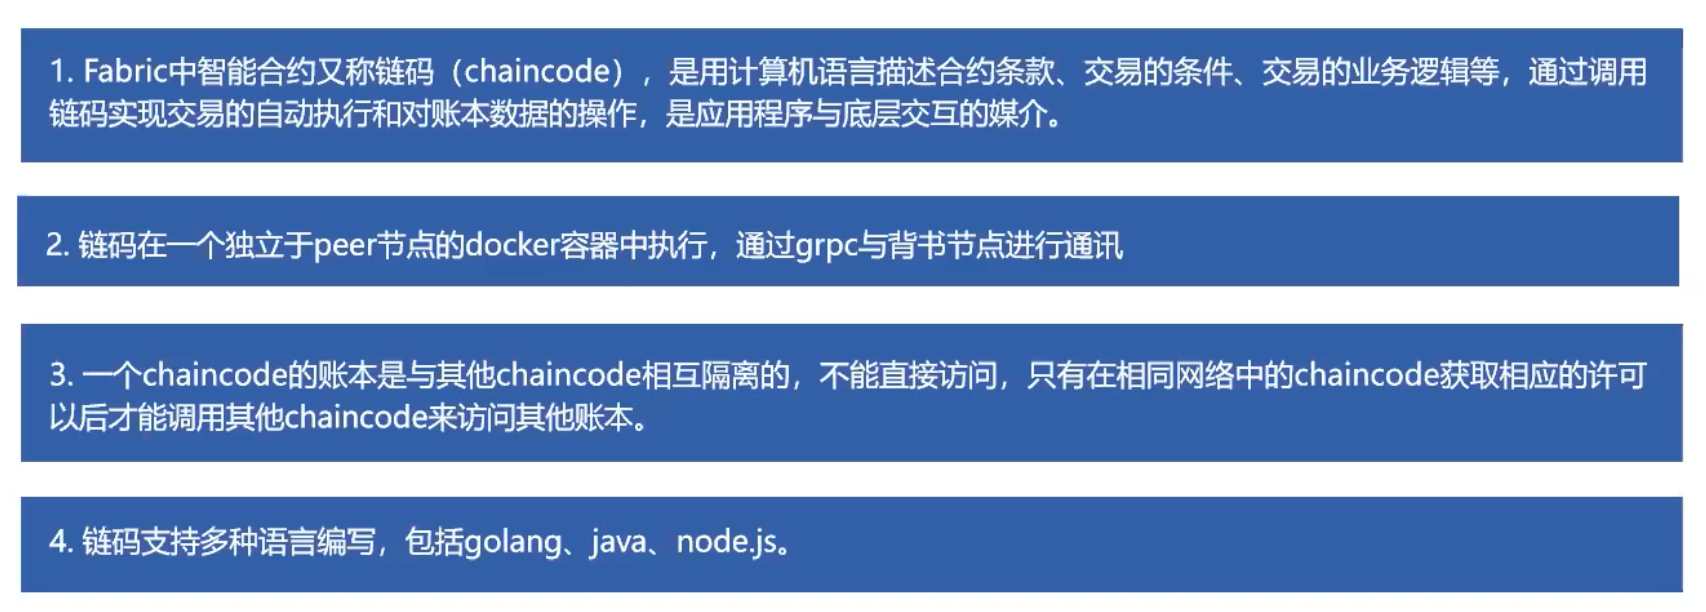 1. Fabric中智能合约又称链码（chaincode），是用计算机语言描述合约条款、交易的条件、交易的业务逻辑等，通过调用
链码实现交易的自动执行和对账本数据的操作，是应用程序与底层交互的媒介。
2. 链码在一个独立于peer节点的docker容器中执行，通过grpc与背书节点进行通讯
3. 一个chaincode的账本是与其他chaincode相互隔离的，不能直接访问，只有在相同网络中的chaincode获取相应的许可
以后才能调用其他chaincode来访问其他账本。
4. 链码支持多种语言编写，包括golang、java、node.js。